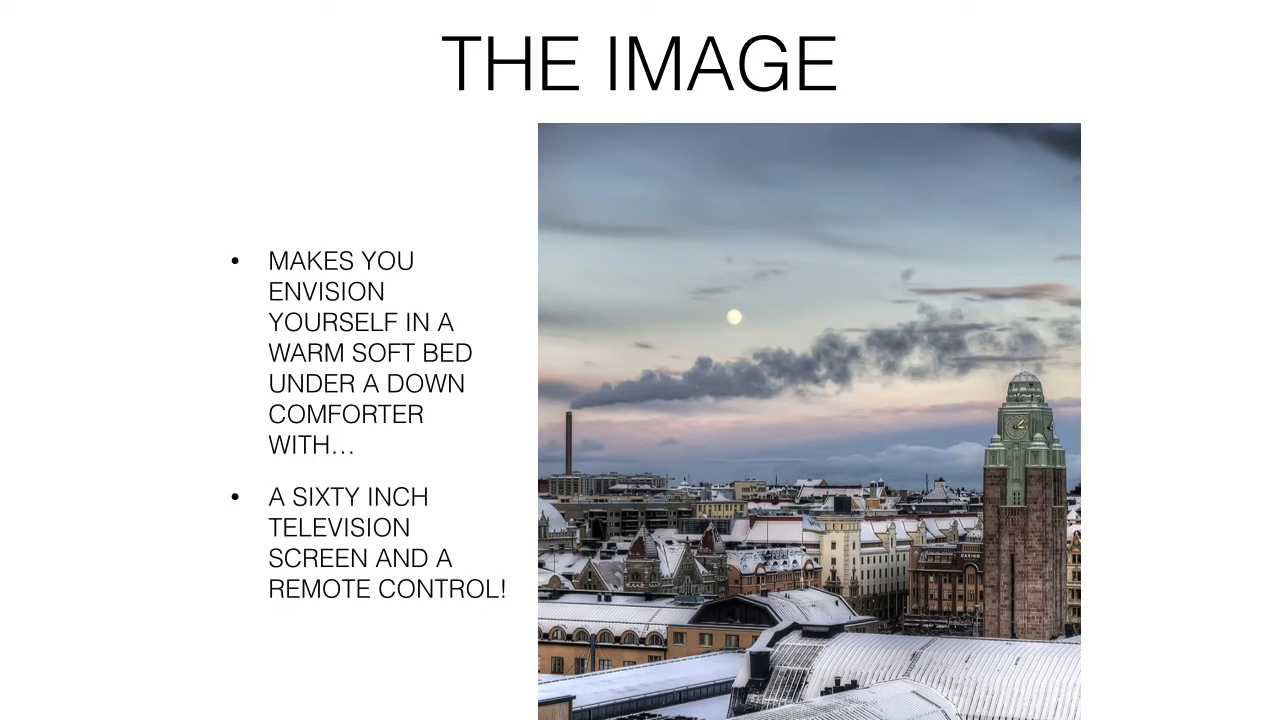 THE IMAGE
• MAKES YOU
ENVISION
YOURSELF IN A
WARM SOFT BED
UNDER A DOWN
COMFORTER
WITH…
• A SIXTY INCH
TELEVISION
SCREEN AND A
REMOTE CONTROL!
CASINO